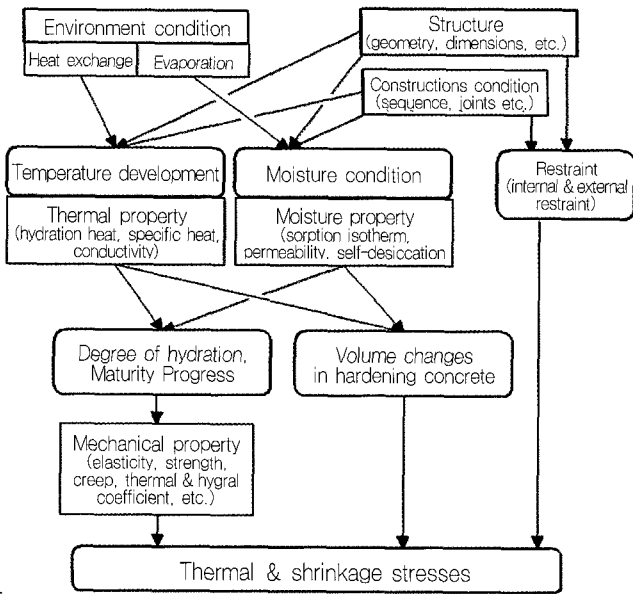 Environment condition
Heat exchange
Evaporation
Structure
(geometry, dimensions, etc.)
Constructions condition
(sequence, joints etc.)
Temperature development
Moisture condition
Restraint
(internal & external
restraint)
Thermal property
(hydration heat, specific heat,
conductivity)
Moisture property
(sorption isotherm,
permeability, self-desiccation
Degree of hydration,
Maturity Progress
Volume changes
in hardening concrete
Mechanical property
(elasticity, strength,
creep, thermal & hygral
coefficient, etc.)
Thermal & shrinkage stresses